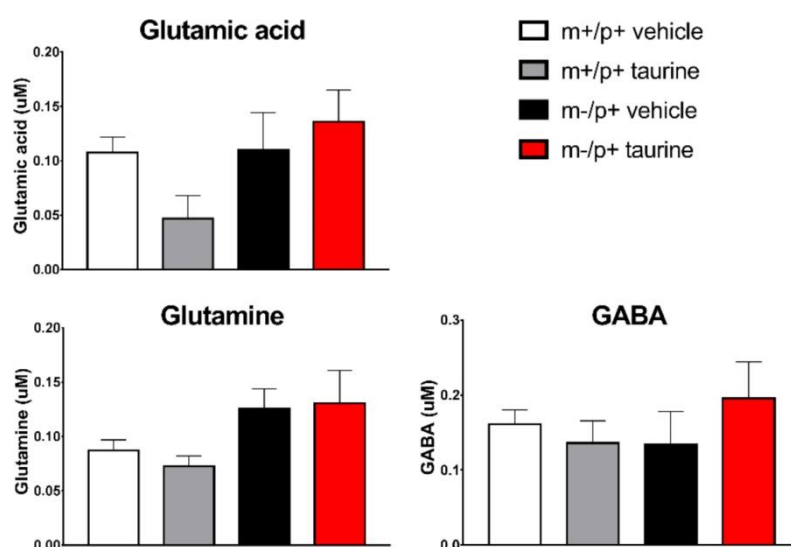 Glutamic acid
Glutamic acid (uM)
0.20
0.15
0.10
0.05
0.00
m+/p+ vehicle
m+/p+ taurine
m-/p+ vehicle
m-/p+ taurine
Glutamine
Glutamine (uM)
0.20
0.15
0.10
0.05
0.00
GABA
GABA (uM)
0.3
0.2
0.1
0.0